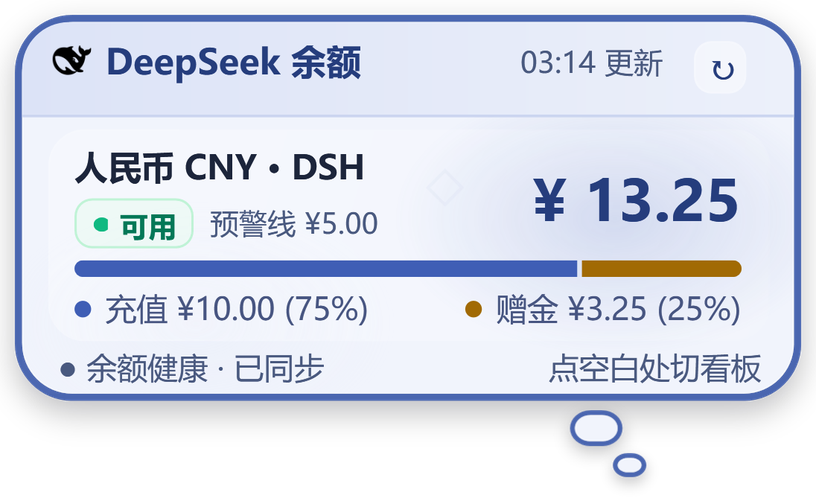 DeepSeek 余额
03:14 更新
↻
人民币 CNY • DSH
¥ 13.25
可用
预警线 ¥5.00
充值 ¥10.00 (75%)
赠金 ¥3.25 (25%)
余额健康 · 已同步
点空白处切看板